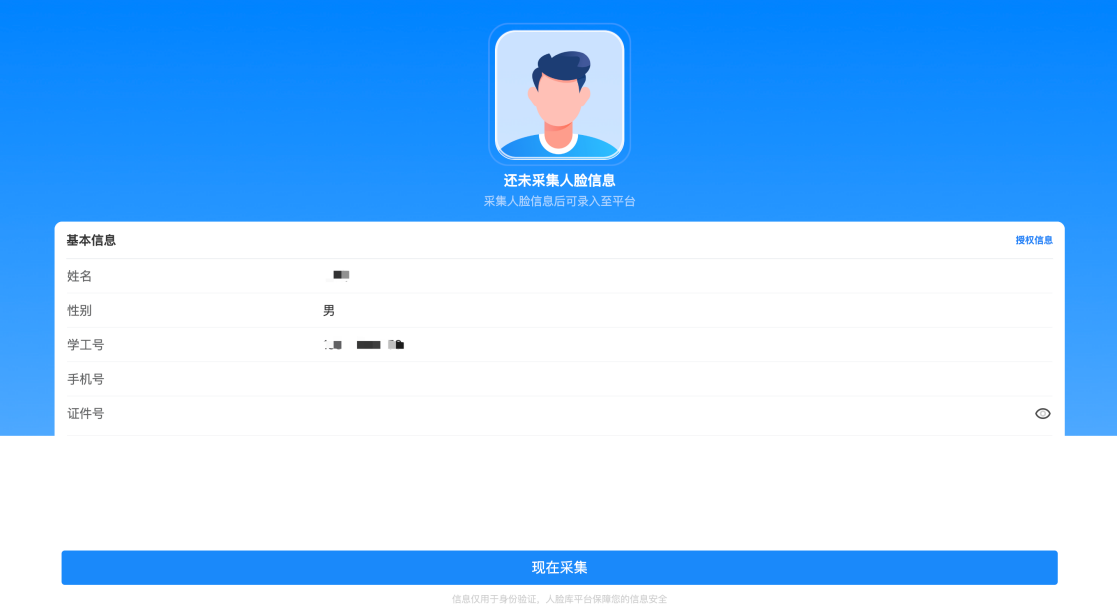 还未采集人脸信息
采集人脸信息后可录入至平台
基本信息 授权信息
姓名
性别 男
学工号
手机号
证件号
现在采集
信息仅用于身份验证，人脸库平台保障您的信息安全